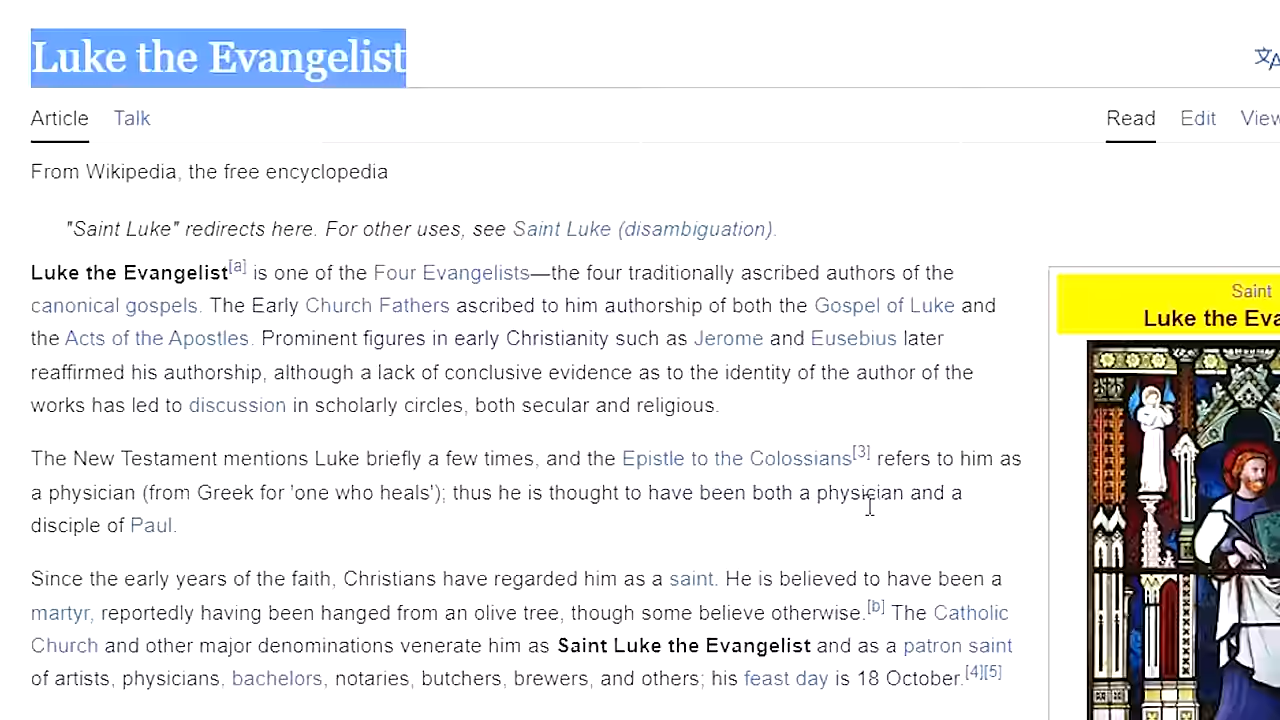 Luke the Evangelist
Article Talk Read Edit View
From Wikipedia, the free encyclopedia
"Saint Luke" redirects here. For other uses, see Saint Luke (disambiguation).
Luke the Evangelist[a] is one of the Four Evangelists—the four traditionally ascribed authors of the
canonical gospels. The Early Church Fathers ascribed to him authorship of both the Gospel of Luke and
the Acts of the Apostles. Prominent figures in early Christianity such as Jerome and Eusebius later
reaffirmed his authorship, although a lack of conclusive evidence as to the identity of the author of the
works has led to discussion in scholarly circles, both secular and religious.
The New Testament mentions Luke briefly a few times, and the Epistle to the Colossians[3] refers to him as
a physician (from Greek for 'one who heals'); thus he is thought to have been both a physician and a
disciple of Paul.
Since the early years of the faith, Christians have regarded him as a saint. He is believed to have been a
martyr, reportedly having been hanged from an olive tree, though some believe otherwise.[b] The Catholic
Church and other major denominations venerate him as Saint Luke the Evangelist and as a patron saint
of artists, physicians, bachelors, notaries, butchers, brewers, and others; his feast day is 18 October.[4][5]
Saint
Luke the Eva